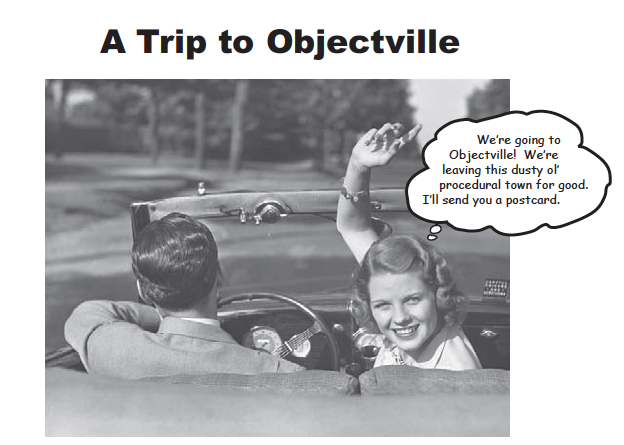 A Trip to Objectville
We're going to
Objectville! We're
leaving this dusty ol'
procedural town for good.
I'll send you a postcard.